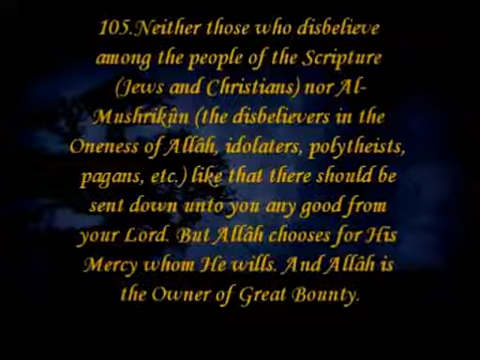 105.Neither those who disbelieve
among the people of the Scripture
(Jews and Christians) nor Al-
Mushrikûn (the disbelievers in the
Oneness of Allâh, idolaters, polytheists,
pagans, etc.) like that there should be
sent down unto you any good from
your Lord. But Allâh chooses for His
Mercy whom He wills. And Allâh is
the Owner of Great Bounty.